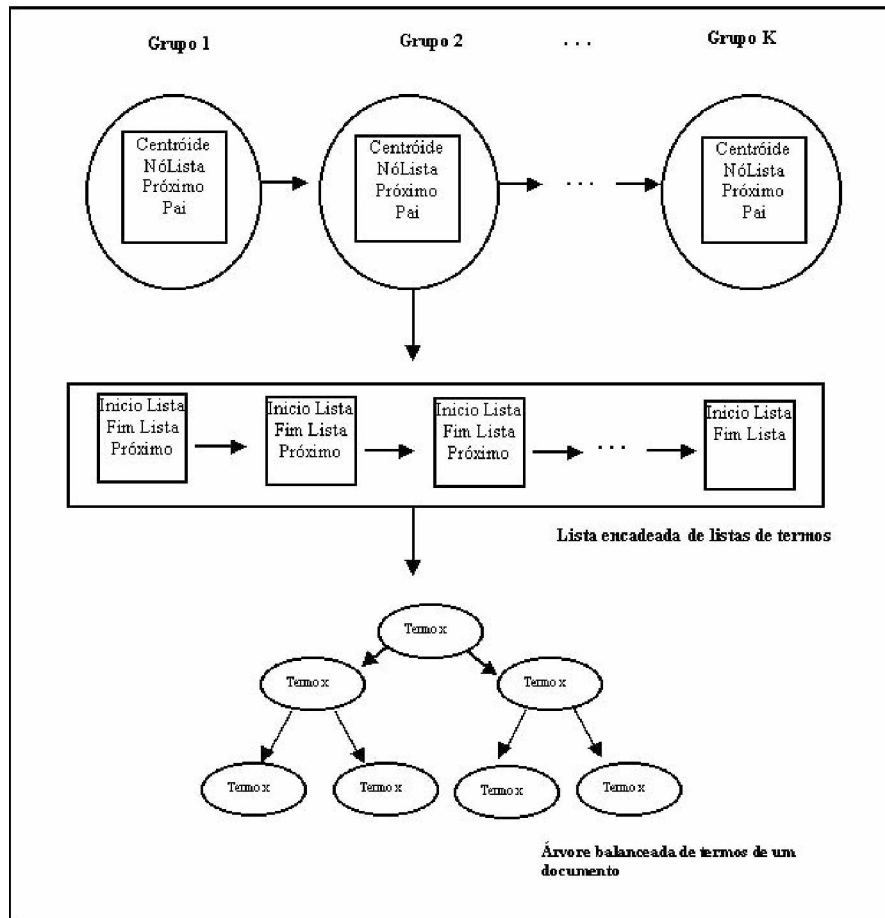 Grupo 1 Grupo 2 . . . Grupo K
Centróide
NóLista
Próximo
Pai
Centróide
NóLista
Próximo
Pai
. . .
Centróide
NóLista
Próximo
Pai
Inicio Lista
Fim Lista
Próximo
Inicio Lista
Fim Lista
Próximo
Inicio Lista
Fim Lista
Próximo
. . .
Inicio Lista
Fim Lista
Lista encadeada de listas de termos
Termo x
Termo x
Termo x
Termo x
Termo x
Termo x
Termo x
Árvore balanceada de termos de um
documento